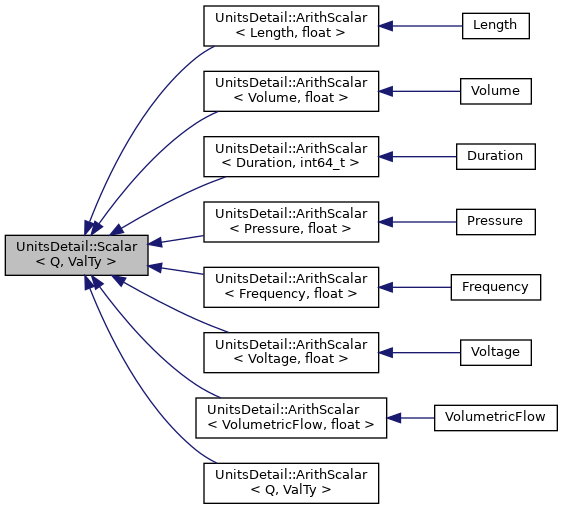 UnitsDetail::Scalar
< Q, ValTy >
UnitsDetail::ArithScalar
< Length, float >
Length
UnitsDetail::ArithScalar
< Volume, float >
Volume
UnitsDetail::ArithScalar
< Duration, int64_t >
Duration
UnitsDetail::ArithScalar
< Pressure, float >
Pressure
UnitsDetail::ArithScalar
< Frequency, float >
Frequency
UnitsDetail::ArithScalar
< Voltage, float >
Voltage
UnitsDetail::ArithScalar
< VolumetricFlow, float >
VolumetricFlow
UnitsDetail::ArithScalar
< Q, ValTy >